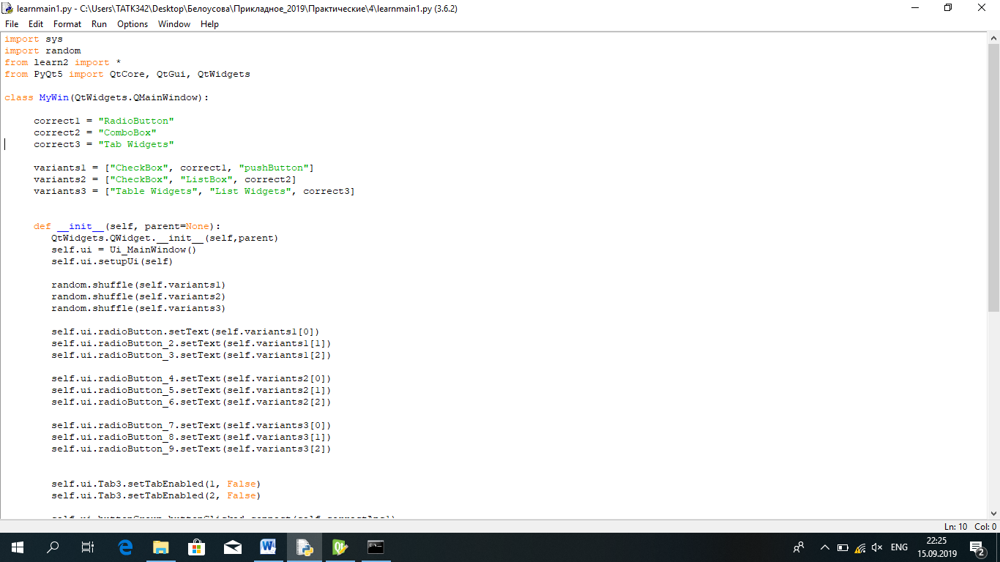 learnmain1.py - C:\Users\TATK342\Desktop\Белоусова\Прикладное_2019\Практические\4\learnmain1.py (3.6.2)
File Edit Format Run Options Window Help
import sys
import random
from learn2 import *
from PyQt5 import QtCore, QtGui, QtWidgets
class MyWin(QtWidgets.QMainWindow):
correct1 = "RadioButton"
correct2 = "ComboBox"
correct3 = "Tab Widgets"
variants1 = ["CheckBox", correct1, "pushButton"]
variants2 = ["CheckBox", "ListBox", correct2]
variants3 = ["Table Widgets", "List Widgets", correct3]
def __init__(self, parent=None):
QtWidgets.QWidget.__init__(self,parent)
self.ui = Ui_MainWindow()
self.ui.setupUi(self)
random.shuffle(self.variants1)
random.shuffle(self.variants2)
random.shuffle(self.variants3)
self.ui.radioButton.setText(self.variants1[0])
self.ui.radioButton_2.setText(self.variants1[1])
self.ui.radioButton_3.setText(self.variants1[2])
self.ui.radioButton_4.setText(self.variants2[0])
self.ui.radioButton_5.setText(self.variants2[1])
self.ui.radioButton_6.setText(self.variants2[2])
self.ui.radioButton_7.setText(self.variants3[0])
self.ui.radioButton_8.setText(self.variants3[1])
self.ui.radioButton_9.setText(self.variants3[2])
self.ui.Tab3.setTabEnabled(1, False)
self.ui.Tab3.setTabEnabled(2, False)
Ln: 10 Col: 0
ENG
22:25
15.09.2019
2